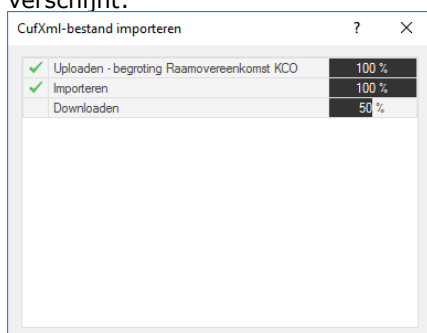 verschijnt:
CufXml-bestand importeren ? ×
Uploaden - begroting Raamovereenkomst KCO 100 %
Importeren 100 %
Downloaden 50 %